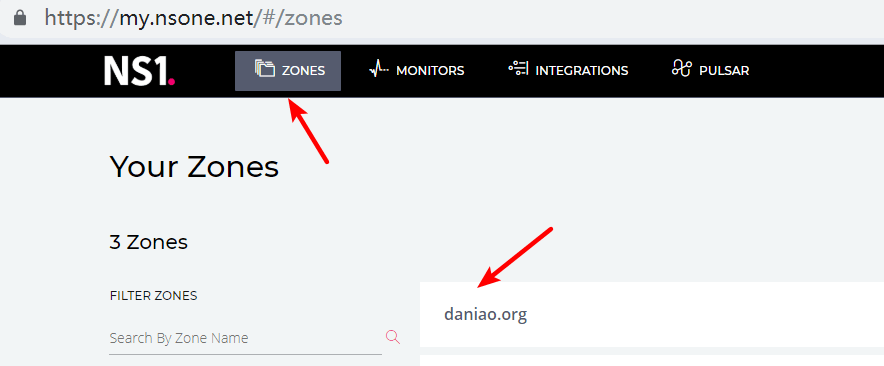 https://my.nsone.net/#/zones
NS1. ZONES MONITORS INTEGRATIONS PULSAR
Your Zones
3 Zones
FILTER ZONES
daniao.org
Search By Zone Name